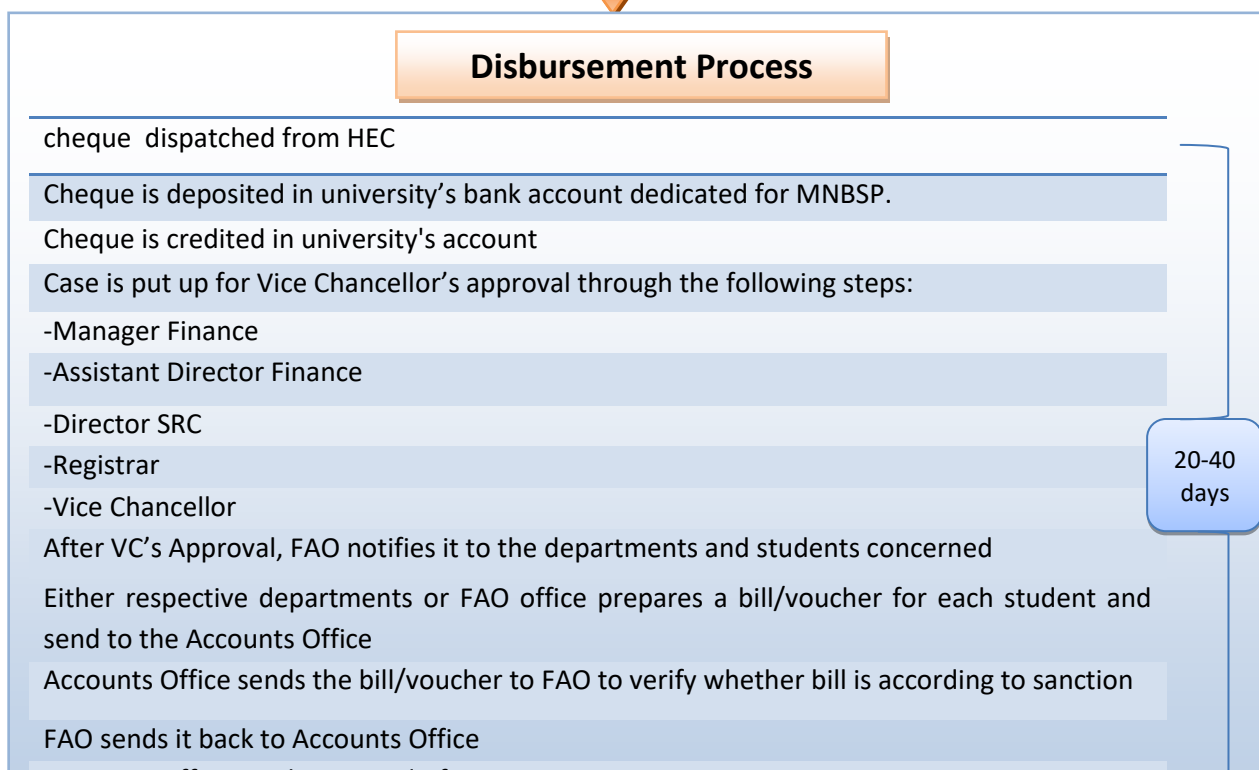 Disbursement Process
cheque dispatched from HEC
Cheque is deposited in university’s bank account dedicated for MNBSP.
Cheque is credited in university's account
Case is put up for Vice Chancellor’s approval through the following steps:
-Manager Finance
-Assistant Director Finance
-Director SRC
-Registrar
-Vice Chancellor
After VC’s Approval, FAO notifies it to the departments and students concerned
Either respective departments or FAO office prepares a bill/voucher for each student and
send to the Accounts Office
Accounts Office sends the bill/voucher to FAO to verify whether bill is according to sanction
FAO sends it back to Accounts Office
20-40
days